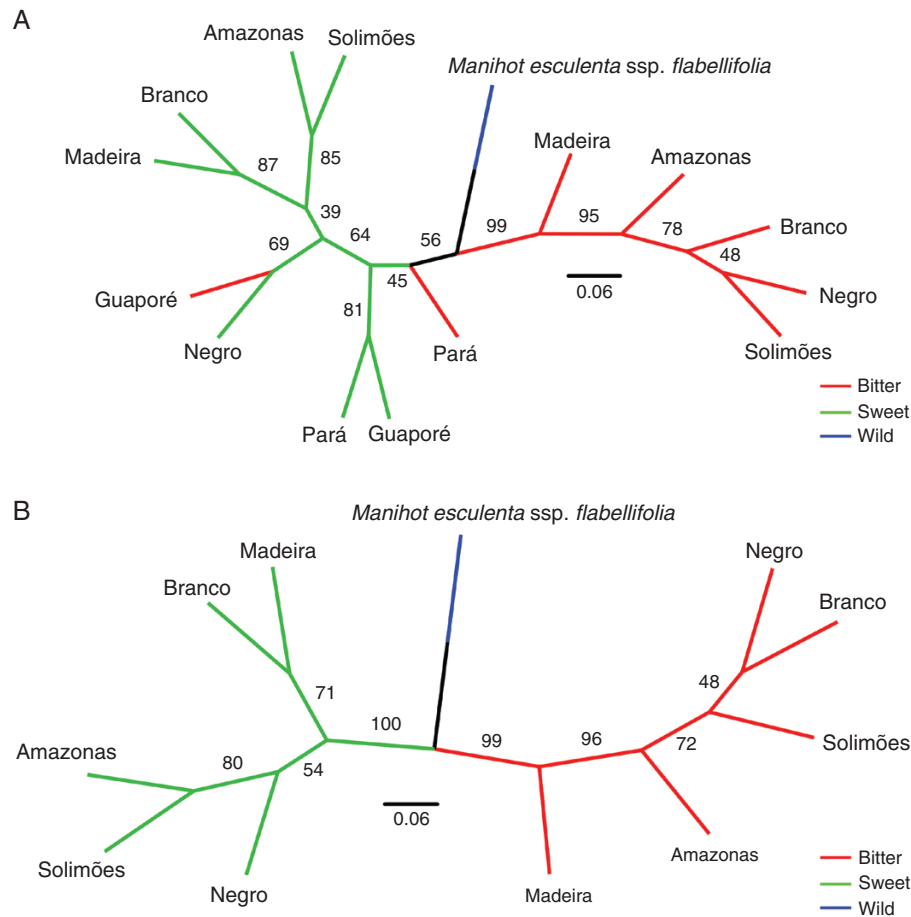 A
Amazonas
Solimões
Manihot esculenta ssp. flabellifolia
Branco
Madeira
Madeira
Amazonas
87
85
99
95
78
Branco
39
64
56
48
69
45
0.06
Negro
Guaporé
81
Negro
Pará
Solimões
Pará
Guaporé
Bitter
Sweet
Wild
B
Manihot esculenta ssp. flabellifolia
Madeira
Negro
Branco
Branco
71
48
100
99
96
72
Solimões
Amazonas
80
54
0.06
Solimões
Negro
Madeira
Amazonas
Bitter
Sweet
Wild